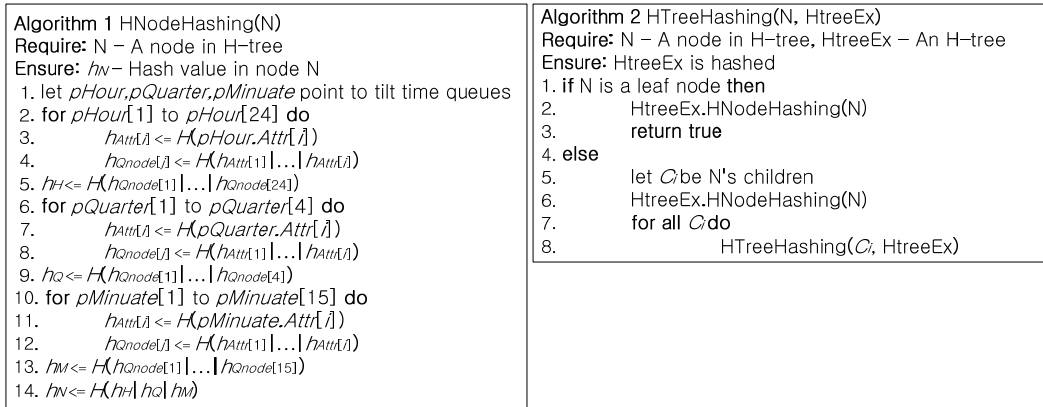 Algorithm 1 HNodeHashing(N)
Require: N – A node in H-tree
Ensure: hN – Hash value in node N
1. let pHour,pQuarter,pMinuate point to tilt time queues
2. for pHour[1] to pHour[24] do
3. hAttr[i] <= H(pHour.Attr[i])
4. hQnode[j] <= H(hAttr[1]|...|hAttr[i])
5. hH<= H(hQnode[1]|...|hQnode[24])
6. for pQuarter[1] to pQuarter[4] do
7. hAttr[i] <= H(pQuarter.Attr[i])
8. hQnode[j] <= H(hAttr[1]|...|hAttr[i])
9. hQ<= H(hQnode[1]|...|hQnode[4])
10. for pMinuate[1] to pMinuate[15] do
11. hAttr[i] <= H(pMinuate.Attr[i])
12. hQnode[j] <= H(hAttr[1]|...|hAttr[i])
13. hM<= H(hQnode[1]|...|hQnode[15])
14. hN<= H(hH|hQ|hM)
Algorithm 2 HTreeHashing(N, HtreeEx)
Require: N – A node in H-tree, HtreeEx – An H-tree
Ensure: HtreeEx is hashed
1. if N is a leaf node then
2. HtreeEx.HNodeHashing(N)
3. return true
4. else
5. let Ci be N's children
6. HtreeEx.HNodeHashing(N)
7. for all Ci do
8. HTreeHashing(Ci, HtreeEx)